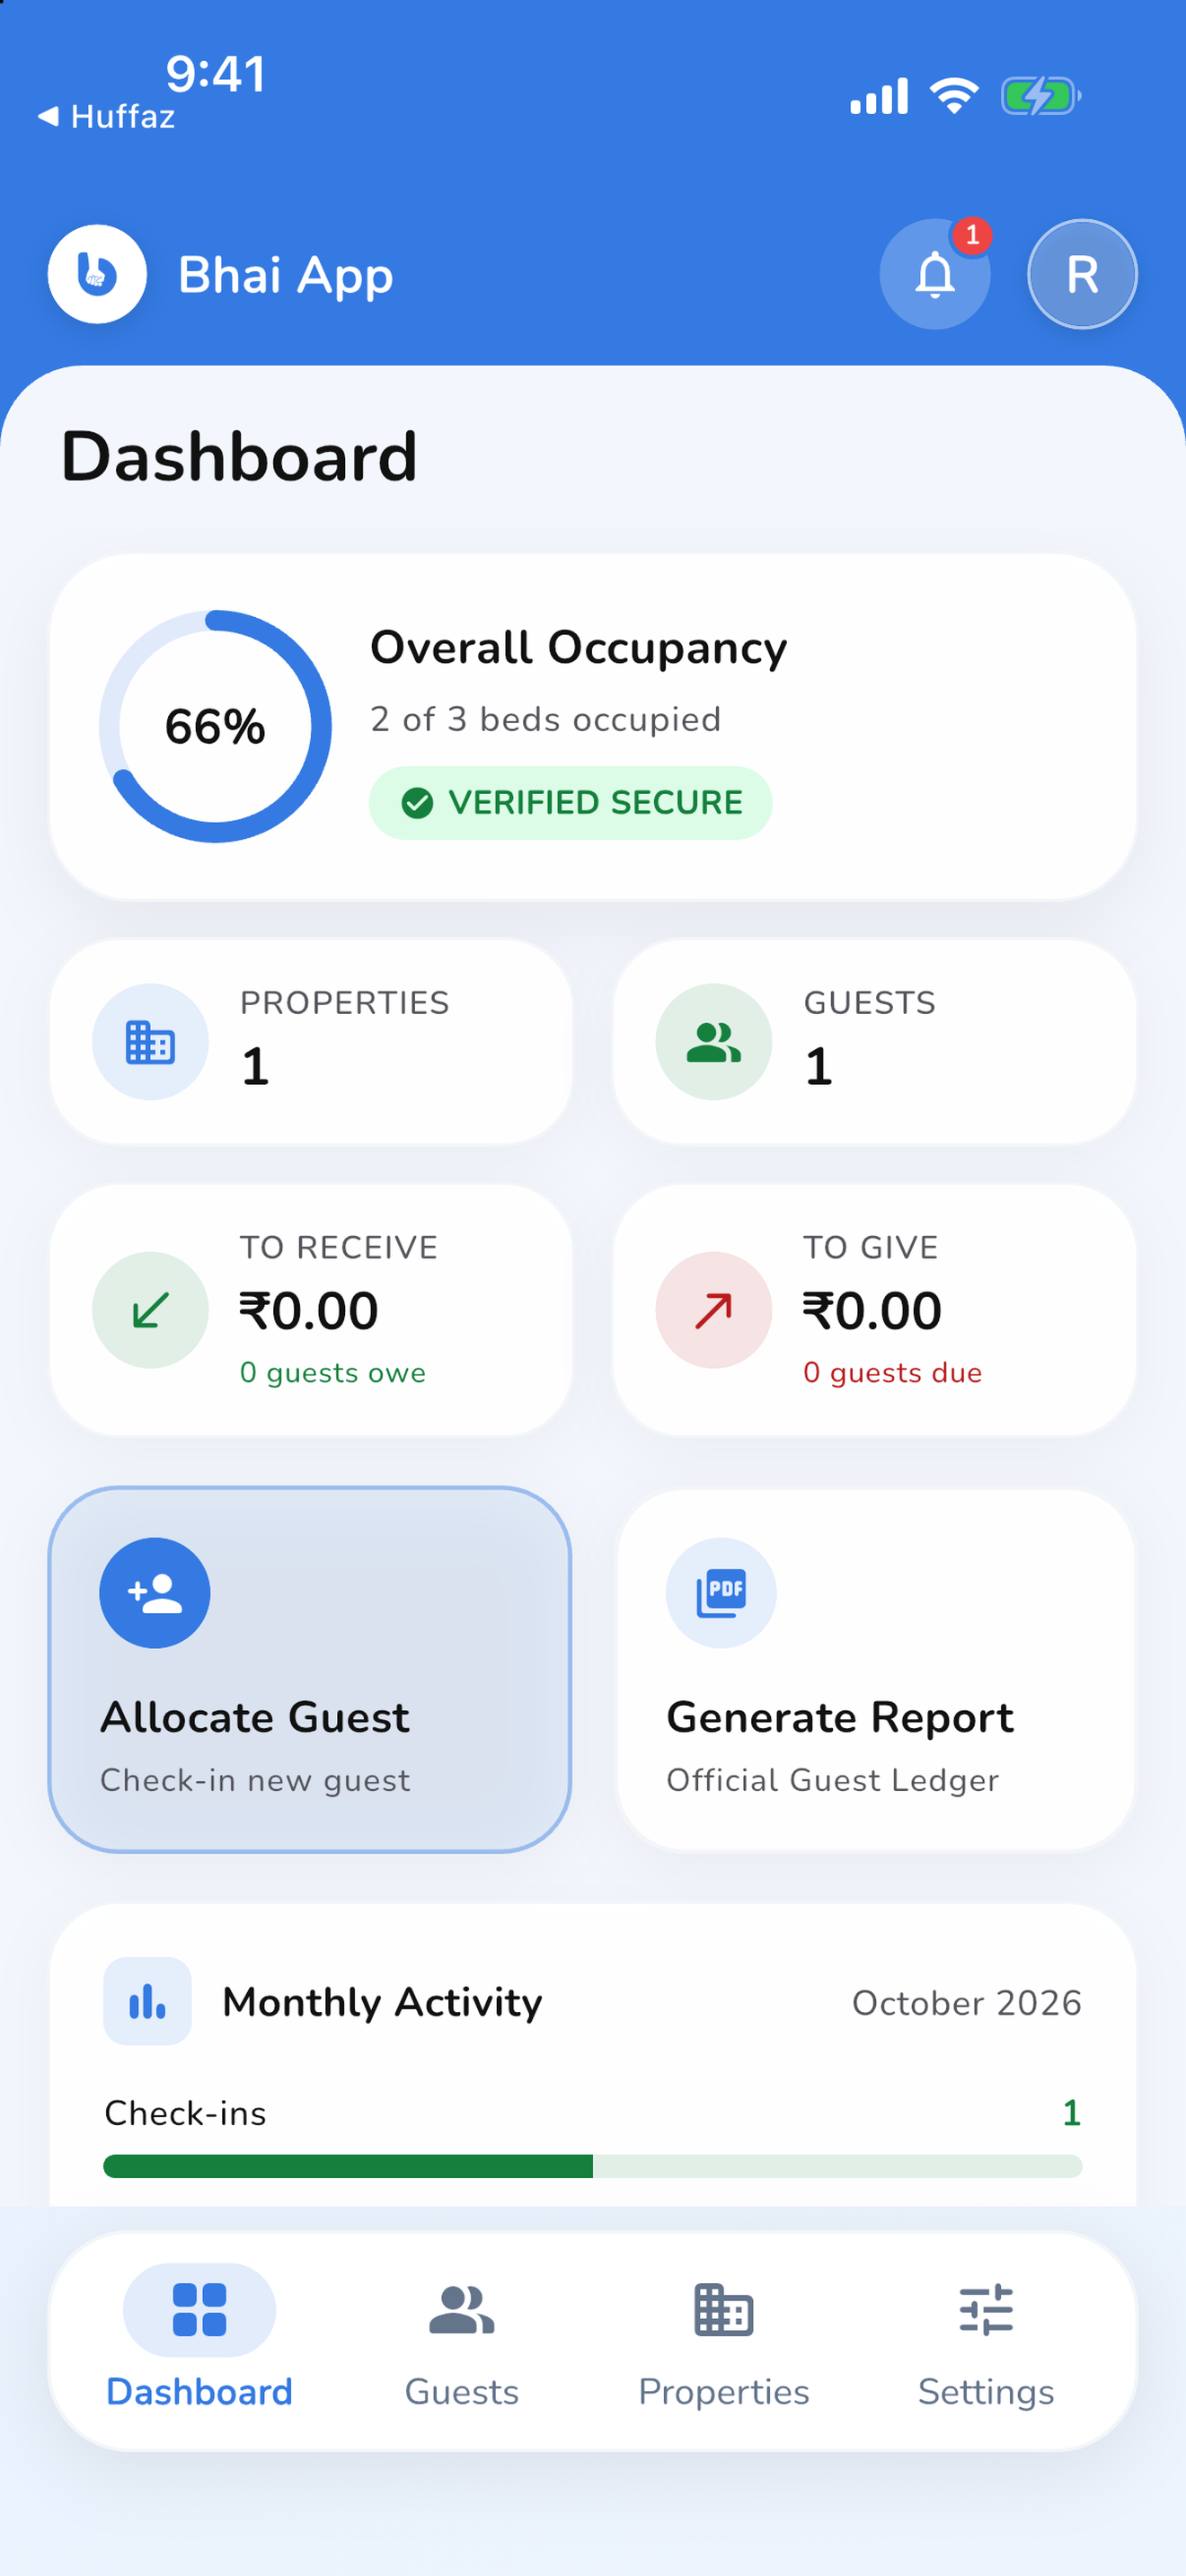 9:41
Huffaz
Bhai App
1
R
Dashboard
66%
Overall Occupancy
2 of 3 beds occupied
VERIFIED SECURE
PROPERTIES
1
GUESTS
1
TO RECEIVE
₹0.00
0 guests owe
TO GIVE
₹0.00
0 guests due
Allocate Guest
Check-in new guest
PDF
Generate Report
Official Guest Ledger
Monthly Activity
October 2026
Check-ins
1
Dashboard
Guests
Properties
Settings